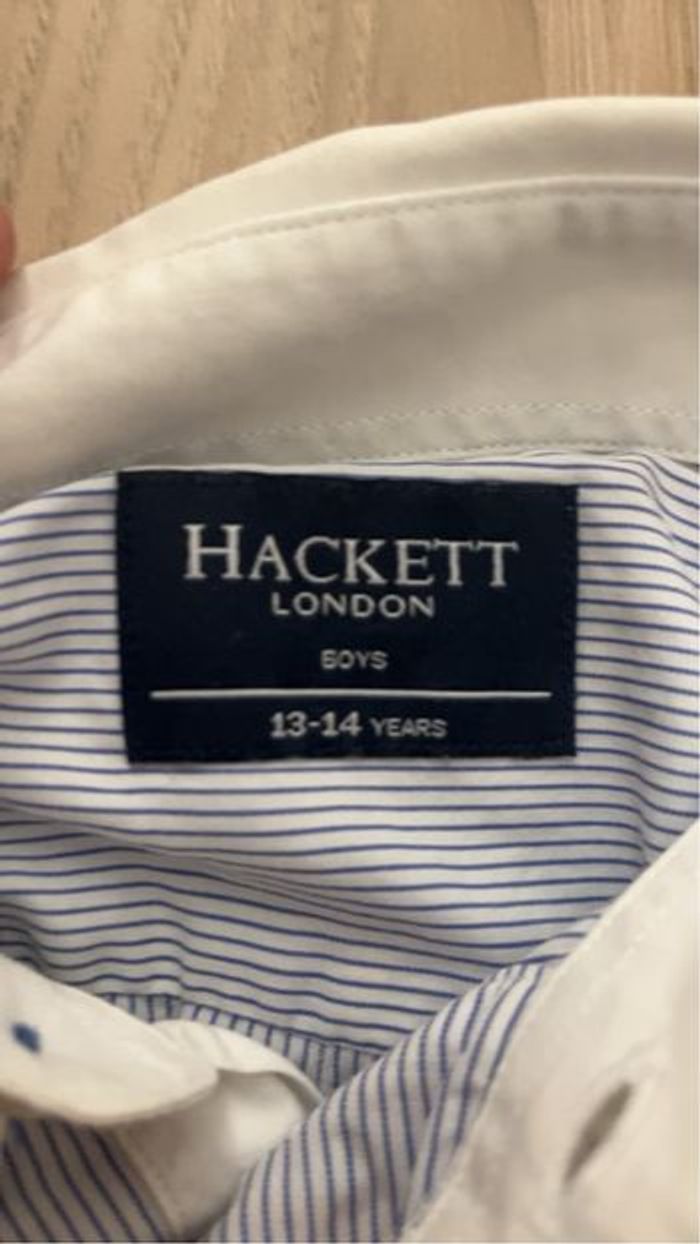 HACKETT
LONDON
BOYS
13-14 YEARS